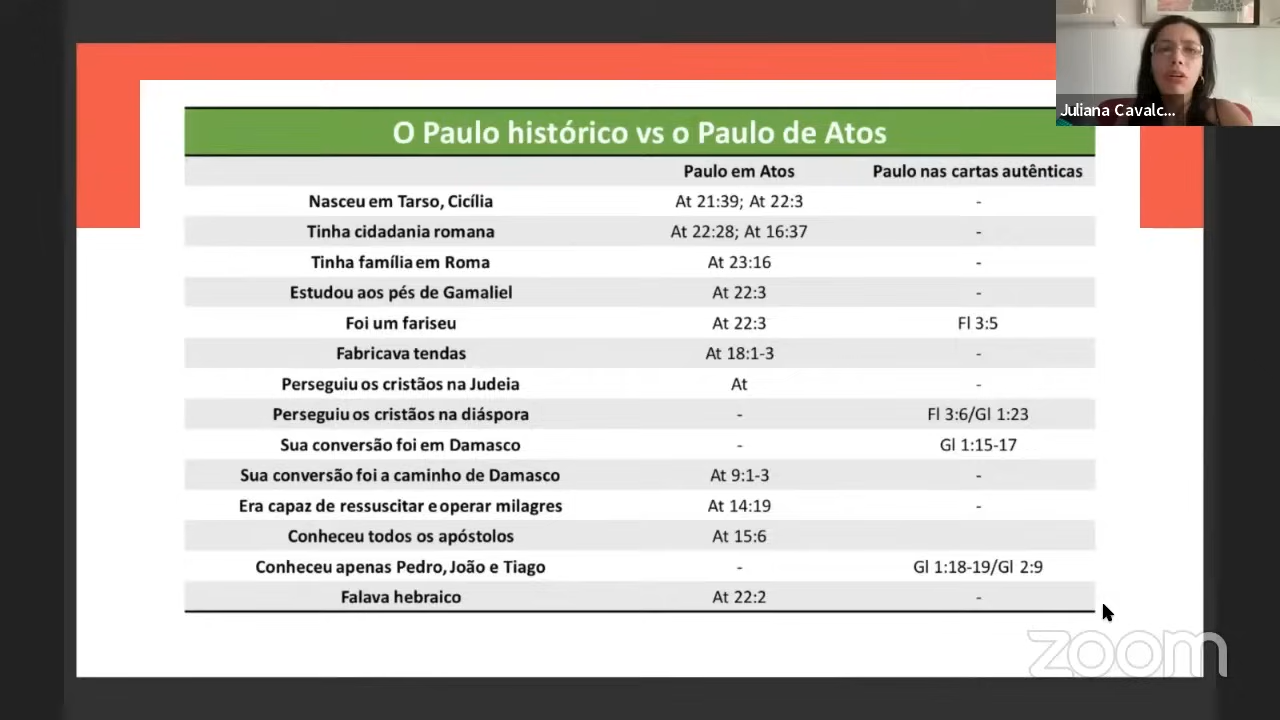 O Paulo histórico vs o Paulo de Atos
Paulo em Atos Paulo nas cartas autênticas
Nasceu em Tarso, Cicília At 21:39; At 22:3 -
Tinha cidadania romana At 22:28; At 16:37 -
Tinha família em Roma At 23:16 -
Estudou aos pés de Gamaliel At 22:3 -
Foi um fariseu At 22:3 Fl 3:5
Fabricava tendas At 18:1-3 -
Perseguiu os cristãos na Judeia At -
Perseguiu os cristãos na diáspora - Fl 3:6/Gl 1:23
Sua conversão foi em Damasco - Gl 1:15-17
Sua conversão foi a caminho de Damasco At 9:1-3 -
Era capaz de ressuscitar e operar milagres At 14:19 -
Conheceu todos os apóstolos At 15:6
Conheceu apenas Pedro, João e Tiago - Gl 1:18-19/Gl 2:9
Falava hebraico At 22:2 -
Juliana Cavalc...
zoom